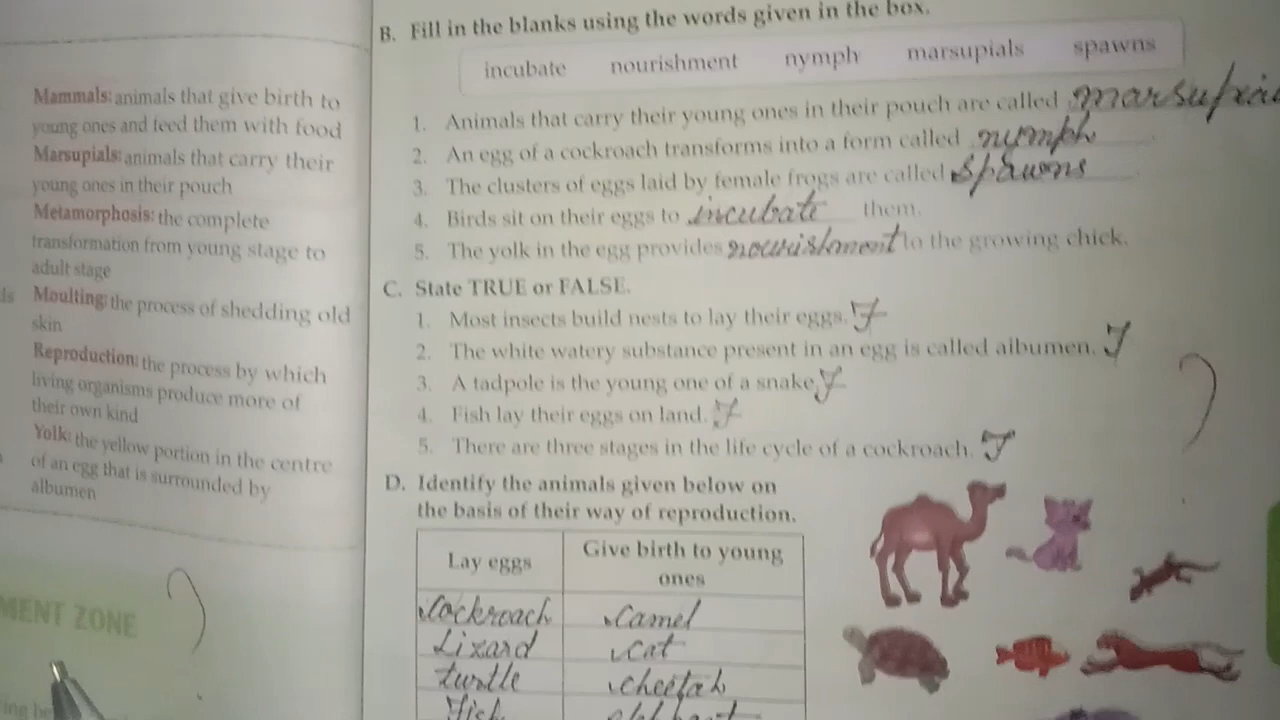 Mammals: animals that give birth to
young ones and feed them with food
Marsupials: animals that carry their
young ones in their pouch
Metamorphosis: the complete
transformation from young stage to
adult stage
Moulting: the process of shedding old
skin
Reproduction: the process by which
living organisms produce more of
their own kind
Yolk: the yellow portion in the centre
of an egg that is surrounded by
albumen
MENT ZONE
B. Fill in the blanks using the words given in the box.
incubate nourishment nymph marsupials spawns
1. Animals that carry their young ones in their pouch are called marsupia
2. An egg of a cockroach transforms into a form called nymph.
3. The clusters of eggs laid by female frogs are called spawns.
4. Birds sit on their eggs to incubate them.
5. The yolk in the egg provides nourishment to the growing chick.
C. State TRUE or FALSE.
1. Most insects build nests to lay their eggs. F
2. The white watery substance present in an egg is called albumen. T
3. A tadpole is the young one of a snake. F
4. Fish lay their eggs on land. F
5. There are three stages in the life cycle of a cockroach. T
D. Identify the animals given below on
the basis of their way of reproduction.
Lay eggs Give birth to young ones
Cockroach Camel
Lizard cat
turtle cheetah
Fish